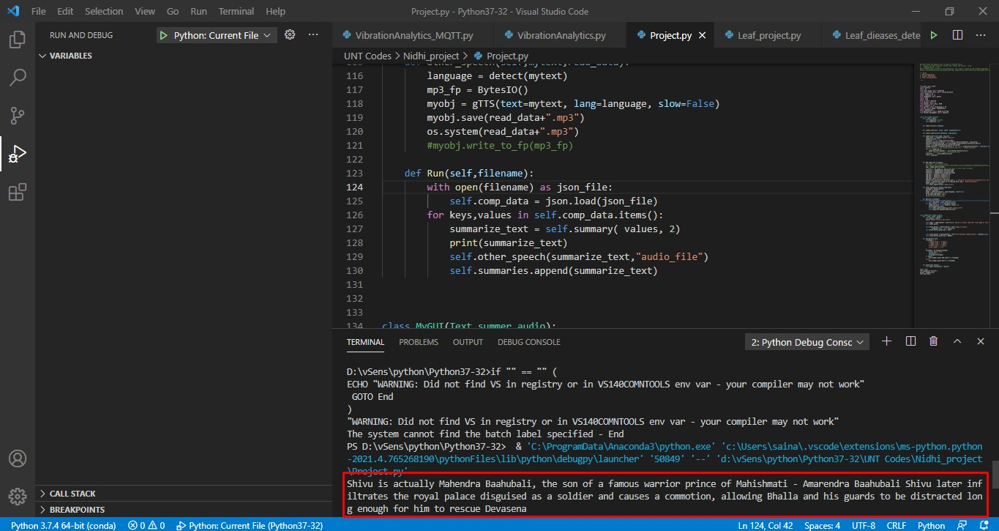 File Edit Selection View Go Run Terminal Help Project.py - Python37-32 - Visual Studio Code
RUN AND DEBUG Python: Current File
VibrationAnalytics_MQTT.py VibrationAnalytics.py Project.py Leaf_project.py Leaf_dieases_dete
VARIABLES
UNT Codes > Nidhi_project > Project.py
115 def other_speech(self,mytext,read_data):
116 language = detect(mytext)
117 mp3_fp = BytesIO()
118 myobj = gTTS(text=mytext, lang=language, slow=False)
119 myobj.save(read_data+".mp3")
120 os.system(read_data+".mp3")
121 #myobj.write_to_fp(mp3_fp)
122
123 def Run(self,filename):
124 with open(filename) as json_file:
125 self.comp_data = json.load(json_file)
126 for keys,values in self.comp_data.items():
127 summarize_text = self.summary( values, 2)
128 print(summarize_text)
129 self.other_speech(summarize_text,"audio_file")
130 self.summaries.append(summarize_text)
131
132
133
134 class MyGUI(Text_summer_audio):
TERMINAL PROBLEMS OUTPUT DEBUG CONSOLE 2: Python Debug Consc
D:\vSens\python\Python37-32>if "" == "" (
ECHO "WARNING: Did not find VS in registry or in VS140COMNTOOLS env var - your compiler may not work"
GOTO End
)
"WARNING: Did not find VS in registry or in VS140COMNTOOLS env var - your compiler may not work"
The system cannot find the batch label specified - End
PS D:\vSens\python\Python37-32> & 'C:\ProgramData\Anaconda3\python.exe' 'c:\Users\saina\.vscode\extensions\ms-python.python
-2021.4.765268190\pythonFiles\lib\python\debugpy\launcher' '50849' '--' 'd:\vSens\python\Python37-32\UNT Codes\Nidhi_project
\Project.py'
Shivu is actually Mahendra Baahubali, the son of a famous warrior prince of Mahishmati - Amarendra Baahubali Shivu later inf
iltrates the royal palace disguised as a soldier and causes a commotion, allowing Bhalla and his guards to be distracted lon
g enough for him to rescue Devasena
CALL STACK
BREAKPOINTS
Python 3.7.4 64-bit (conda) 0 0 Python: Current File (Python37-32) Ln 124, Col 42 Spaces: 4 UTF-8 CRLF Python